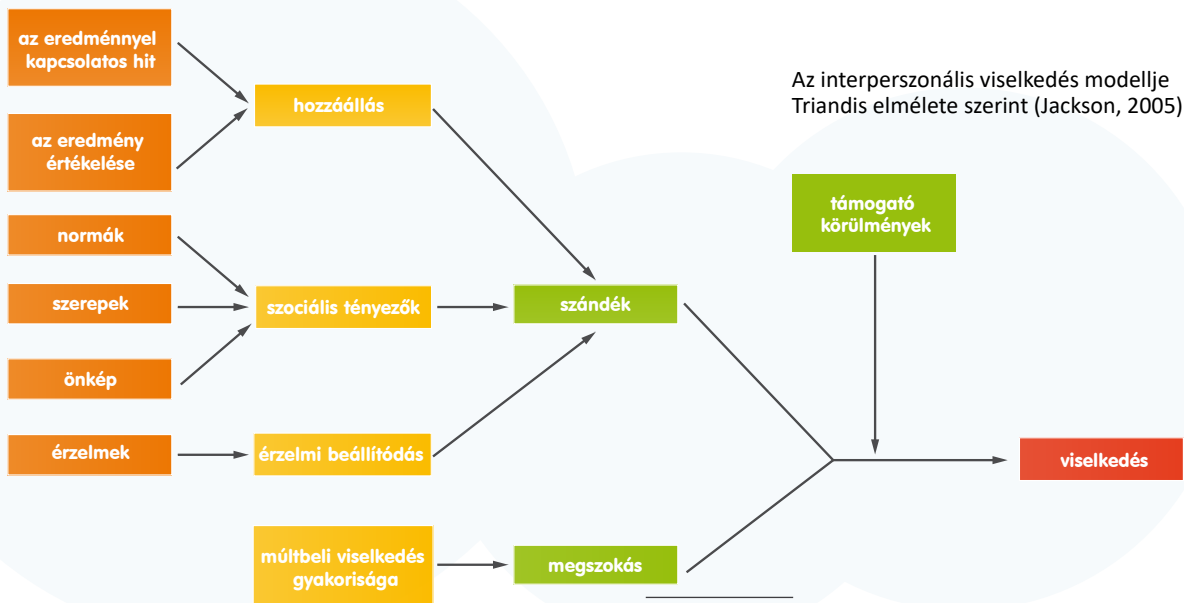 az eredménnyel
kapcsolatos hit
az eredmény
értékelése
normák
szerepek
önkép
érzelmek
hozzáállás
szociális tényezők
érzelmi beállítódás
múltbeli viselkedés
gyakorisága
szándék
megszokás
Az interperszonális viselkedés modellje
Triandis elmélete szerint (Jackson, 2005)
támogató
körülmények
viselkedés